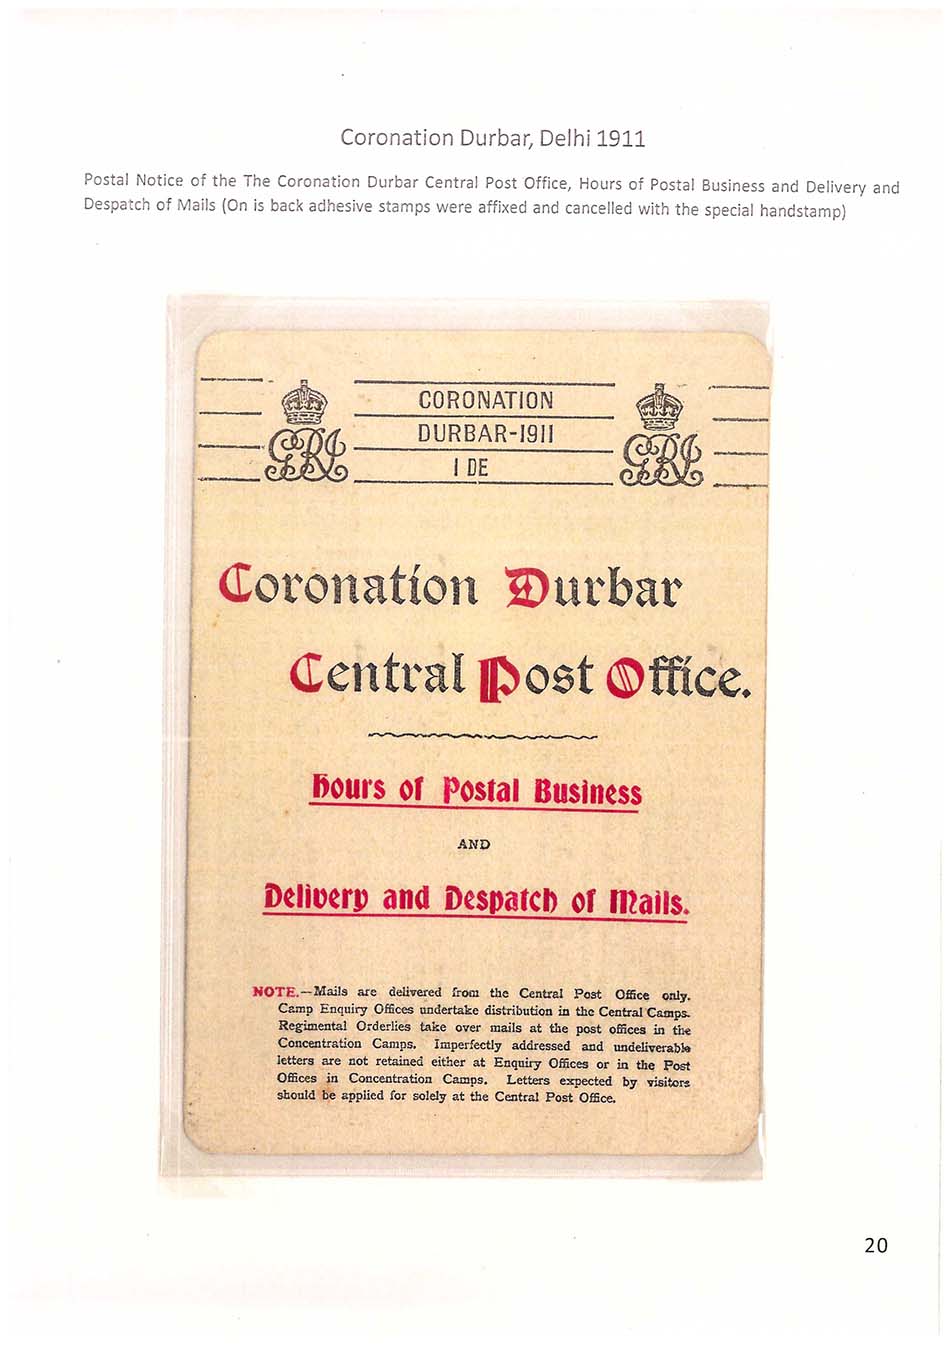 Coronation Durbar, Delhi 1911
Postal Notice of the The Coronation Durbar Central Post Office, Hours of Postal Business and Delivery and
Despatch of Mails (On is back adhesive stamps were affixed and cancelled with the special handstamp)
CORONATION
DURBAR-1911
1 DE
GRI
GRI
Coronation Durbar
Central Post Office.
Hours of Postal Business
AND
Delivery and Despatch of Mails.
NOTE.—Mails are delivered from the Central Post Office only.
Camp Enquiry Offices undertake distribution in the Central Camps.
Regimental Orderlies take over mails at the post offices in the
Concentration Camps. Imperfectly addressed and undeliverable
letters are not retained either at Enquiry Offices or in the Post
Offices in Concentration Camps. Letters expected by visitors
should be applied for solely at the Central Post Office.
20